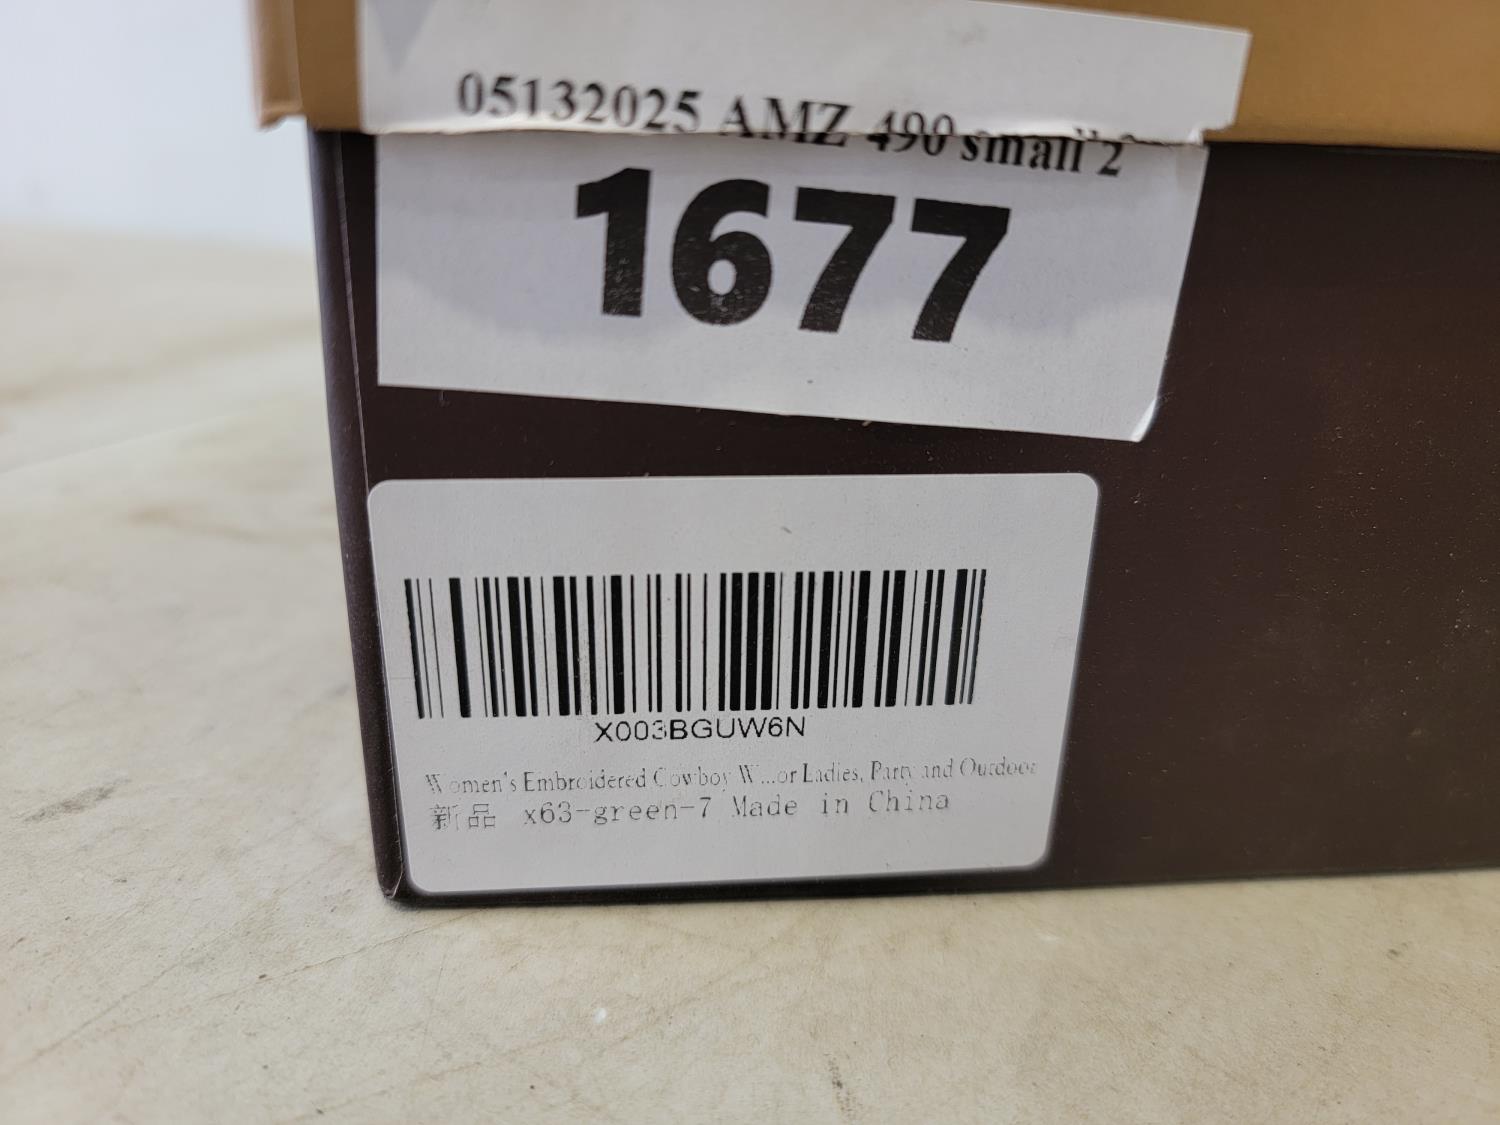 05132025 AMZ 490 small 2
1677
X003BGUW6N
Women's Embroidered Cowboy W...or Ladies, Party and Outdoor
新品 x63-green-7 Made in China